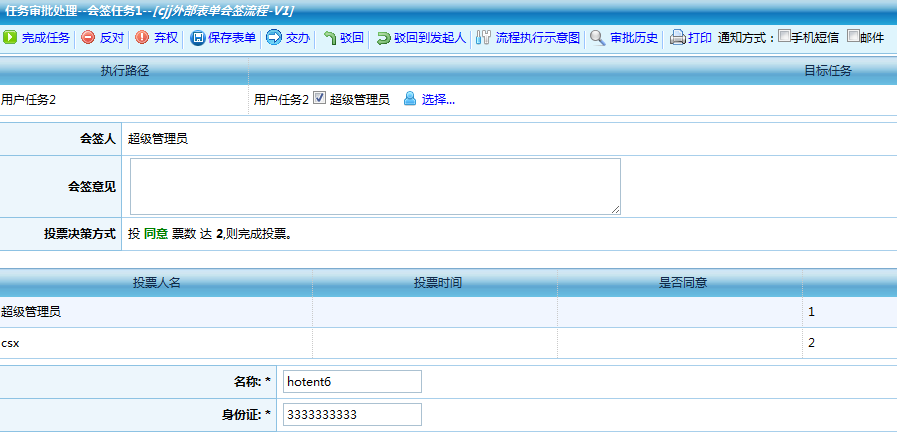 任务审批处理--会签任务1--[cjj外部表单会签流程-V1]
完成任务 反对 弃权 保存表单 交办 驳回 驳回到发起人 流程执行示意图 审批历史 打印 通知方式: 手机短信 邮件
执行路径 目标任务
用户任务2 用户任务2 超级管理员 选择...
会签人 超级管理员
会签意见
投票决策方式 投 同意 票数 达 2,则完成投票。
投票人名 投票时间 是否同意
超级管理员 1
csx 2
名称: * hotent6
身份证: * 3333333333